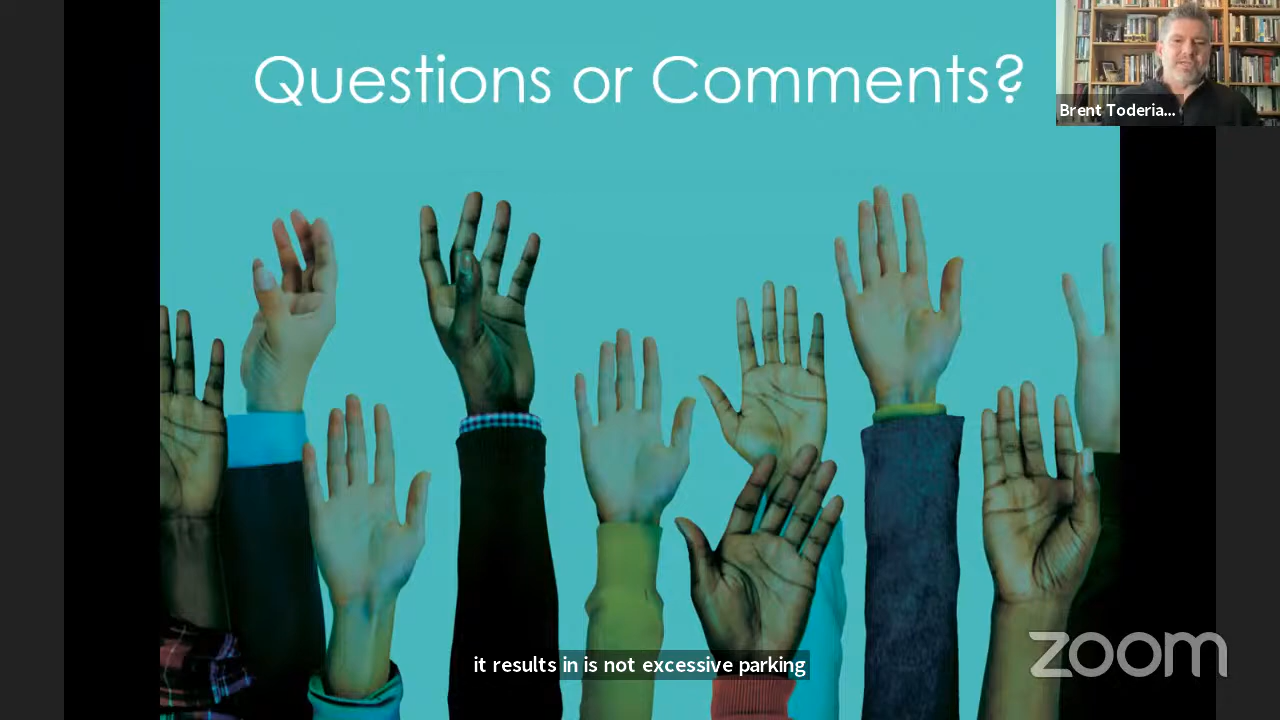 Questions or Comments?
Brent Toderia...
it results in is not excessive parking
zoom